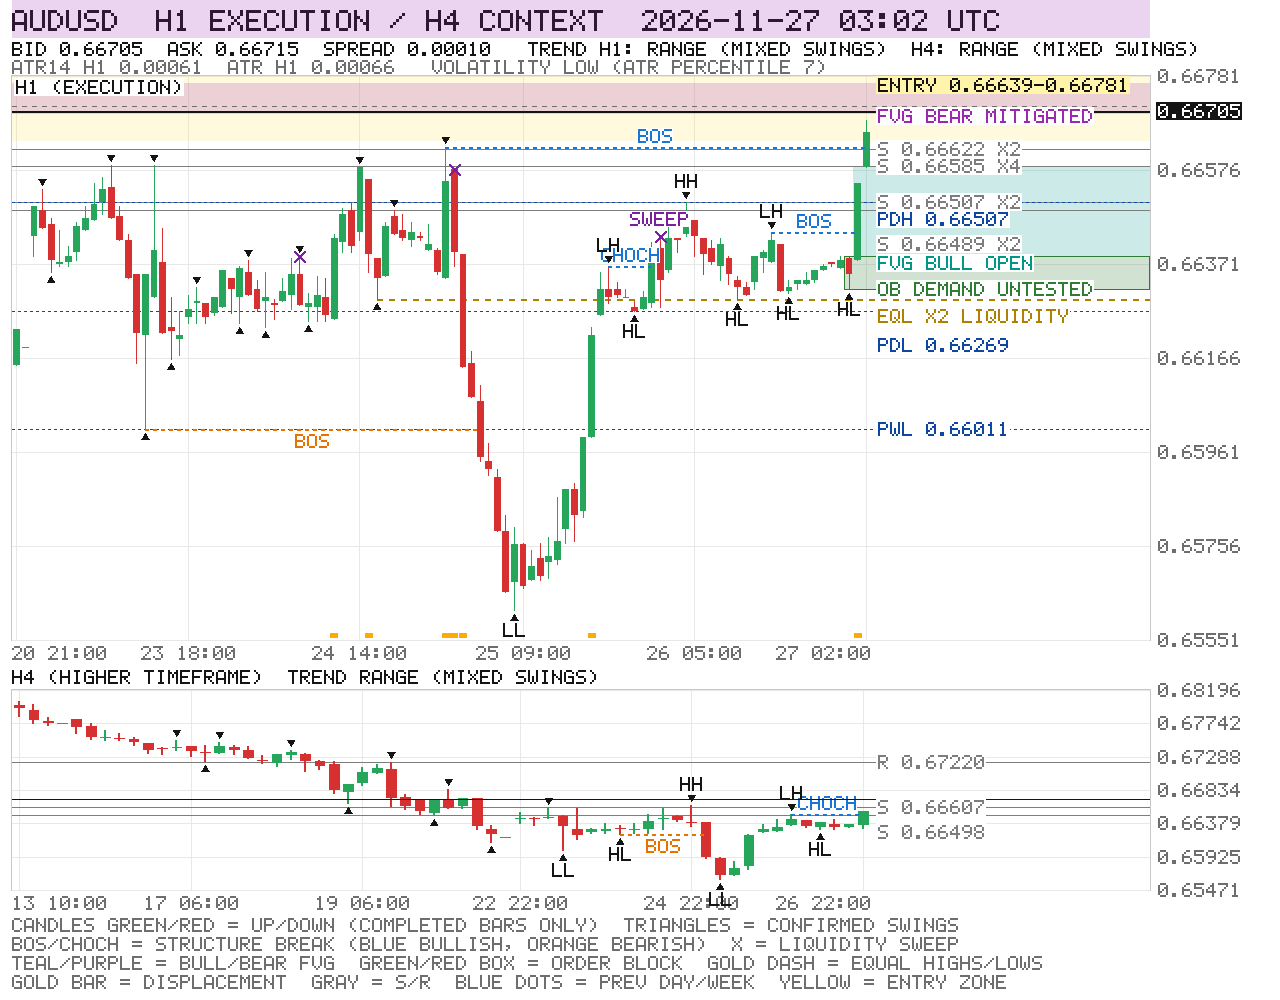 AUDUSD  H1 EXECUTION / H4 CONTEXT  2026-11-27 03:02 UTC
BID 0.66705  ASK 0.66715  SPREAD 0.00010   TREND H1: RANGE (MIXED SWINGS)  H4: RANGE (MIXED SWINGS)
ATR14 H1 0.00061  ATR H1 0.00066   VOLATILITY LOW (ATR PERCENTILE 7)
0.66781
H1 (EXECUTION)
ENTRY 0.66639-0.66781
0.66705
FVG BEAR MITIGATED
BOS
S 0.66622 X2
S 0.66585 X4
0.66576
HH
S 0.66507 X2
LH
SWEEP
BOS
PDH 0.66507
LH
S 0.66489 X2
CHOCH
FVG BULL OPEN
0.66371
OB DEMAND UNTESTED
HL
HL
HL
HL
EQL X2 LIQUIDITY
PDL 0.66269
0.66166
PWL 0.66011
BOS
0.65961
0.65756
LL
0.65551
20 21:00  23 18:00  24 14:00  25 09:00  26 05:00  27 02:00
H4 (HIGHER TIMEFRAME)  TREND RANGE (MIXED SWINGS)
0.68196
0.67742
0.67288
R 0.67220
HH
0.66834
LH
CHOCH
S 0.66607
0.66379
S 0.66498
BOS
HL
HL
0.65925
LL
0.65471
LL
13 10:00  17 06:00  19 06:00  22 22:00  24 22:00  26 22:00
CANDLES GREEN/RED = UP/DOWN (COMPLETED BARS ONLY)  TRIANGLES = CONFIRMED SWINGS
BOS/CHOCH = STRUCTURE BREAK (BLUE BULLISH, ORANGE BEARISH)  X = LIQUIDITY SWEEP
TEAL/PURPLE = BULL/BEAR FVG  GREEN/RED BOX = ORDER BLOCK  GOLD DASH = EQUAL HIGHS/LOWS
GOLD BAR = DISPLACEMENT  GRAY = S/R  BLUE DOTS = PREV DAY/WEEK  YELLOW = ENTRY ZONE